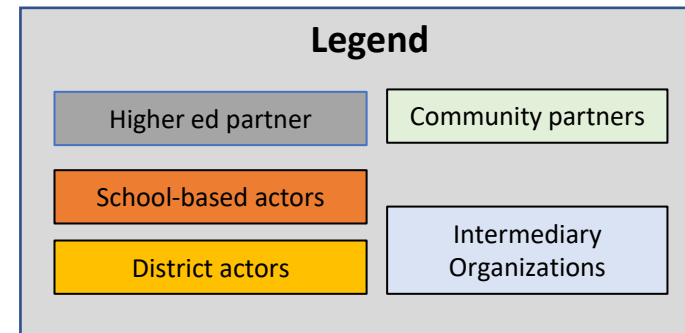 Legend
Higher ed partner
Community partners
School-based actors
District actors
Intermediary
Organizations